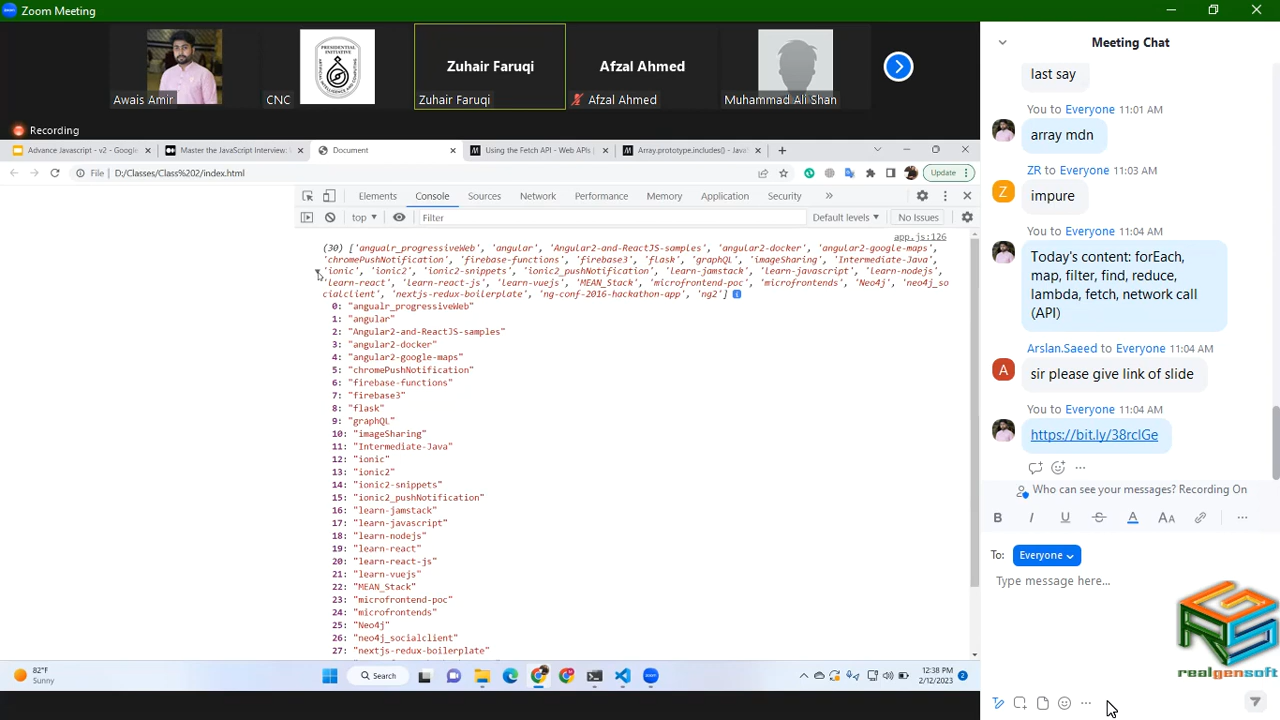 Zoom Meeting
Awais Amir
PRESIDENTIAL INITIATIVE
CNC
Zuhair Faruqi
Zuhair Faruqi
Afzal Ahmed
Afzal Ahmed
Muhammad Ali Shan
Recording
Advance Javascript - v2 - Google
Master the JavaScript Interview:
Document
Using the Fetch API - Web APIs |
Array.prototype.includes() - Java
File | D:/Classes/Class%202/index.html
Update
Elements Console Sources Network Performance Memory Application Security
top Filter Default levels No Issues
app.js:126
(30) ['angualr_progressiveWeb', 'angular', 'Angular2-and-ReactJS-samples', 'angular2-docker', 'angular2-google-maps',
'chromePushNotification', 'firebase-functions', 'firebase3', 'flask', 'graphQL', 'imageSharing', 'Intermediate-Java',
'ionic', 'ionic2', 'ionic2-snippets', 'ionic2_pushNotification', 'learn-jamstack', 'learn-javascript', 'learn-nodejs',
'learn-react', 'learn-react-js', 'learn-vuejs', 'MEAN_Stack', 'microfrontend-poc', 'microfrontends', 'Neo4j', 'neo4j_so
cialclient', 'nextjs-redux-boilerplate', 'ng-conf-2016-hackathon-app', 'ng2']
0: "angualr_progressiveWeb"
1: "angular"
2: "Angular2-and-ReactJS-samples"
3: "angular2-docker"
4: "angular2-google-maps"
5: "chromePushNotification"
6: "firebase-functions"
7: "firebase3"
8: "flask"
9: "graphQL"
10: "imageSharing"
11: "Intermediate-Java"
12: "ionic"
13: "ionic2"
14: "ionic2-snippets"
15: "ionic2_pushNotification"
16: "learn-jamstack"
17: "learn-javascript"
18: "learn-nodejs"
19: "learn-react"
20: "learn-react-js"
21: "learn-vuejs"
22: "MEAN_Stack"
23: "microfrontend-poc"
24: "microfrontends"
25: "Neo4j"
26: "neo4j_socialclient"
27: "nextjs-redux-boilerplate"
82°F
Sunny
Search
12:38 PM
2/12/2023
2
Meeting Chat
last say
You to Everyone 11:01 AM
array mdn
ZR to Everyone 11:03 AM
Z
impure
You to Everyone 11:04 AM
Today's content: forEach,
map, filter, find, reduce,
lambda, fetch, network call
(API)
Arslan.Saeed to Everyone 11:04 AM
A
sir please give link of slide
You to Everyone 11:04 AM
https://bit.ly/38rclGe
Who can see your messages? Recording On
To: Everyone
Type message here...
realgensoft